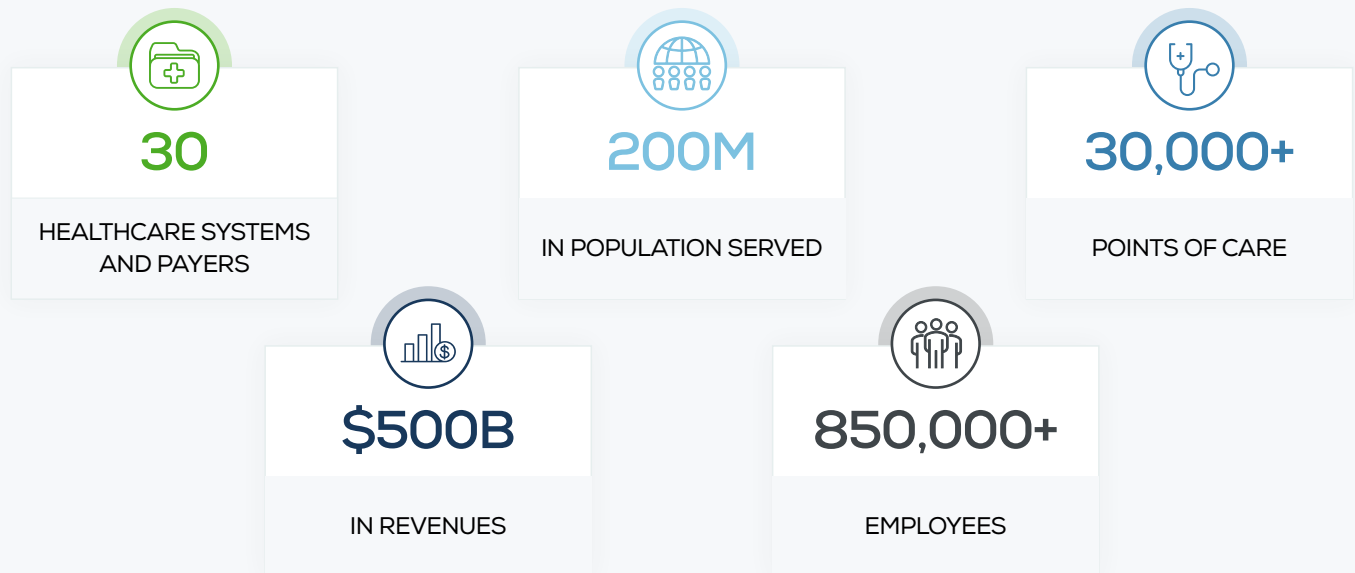 30
HEALTHCARE SYSTEMS
AND PAYERS
200M
IN POPULATION SERVED
30,000+
POINTS OF CARE
$
$500B
IN REVENUES
850,000+
EMPLOYEES